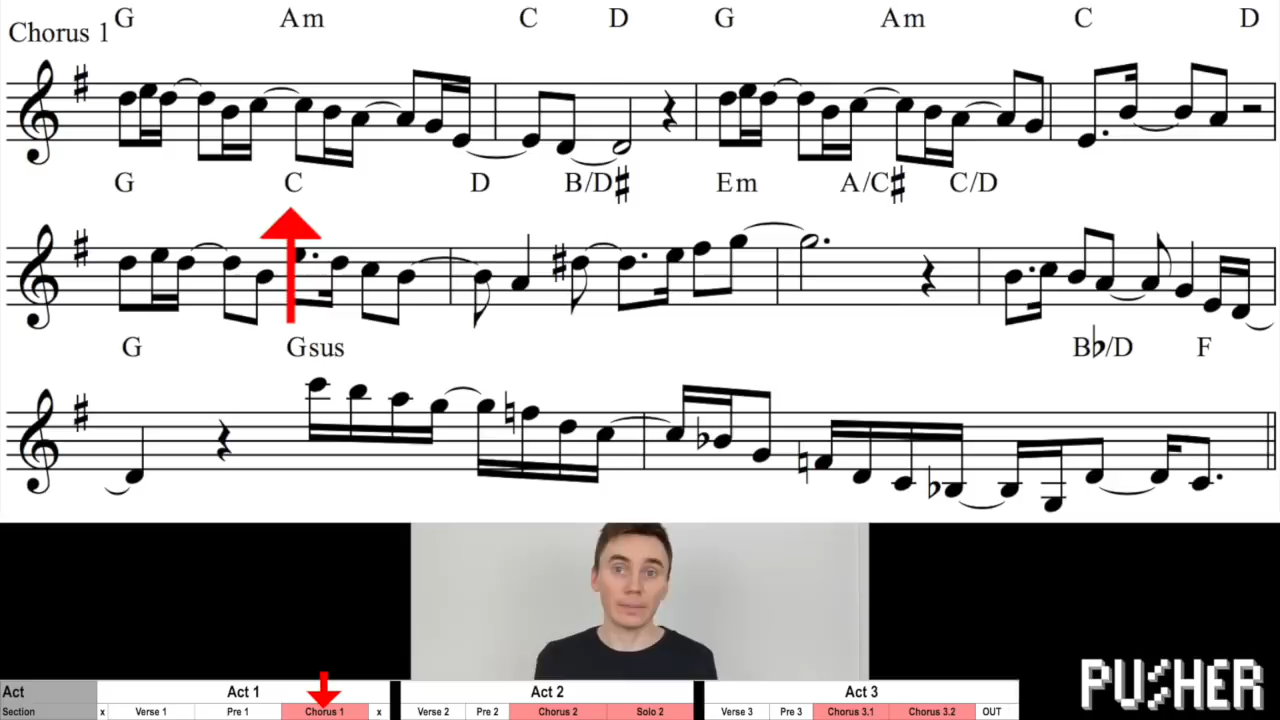 G Am C D G Am C D
Chorus 1
G C D B/D♯ Em A/C♯ C/D
G Gsus B♭/D F
PUSHER
Act Act 1 Act 2 Act 3
Section x Verse 1 Pre 1 Chorus 1 x Verse 2 Pre 2 Chorus 2 Solo 2 Verse 3 Pre 3 Chorus 3.1 Chorus 3.2 OUT